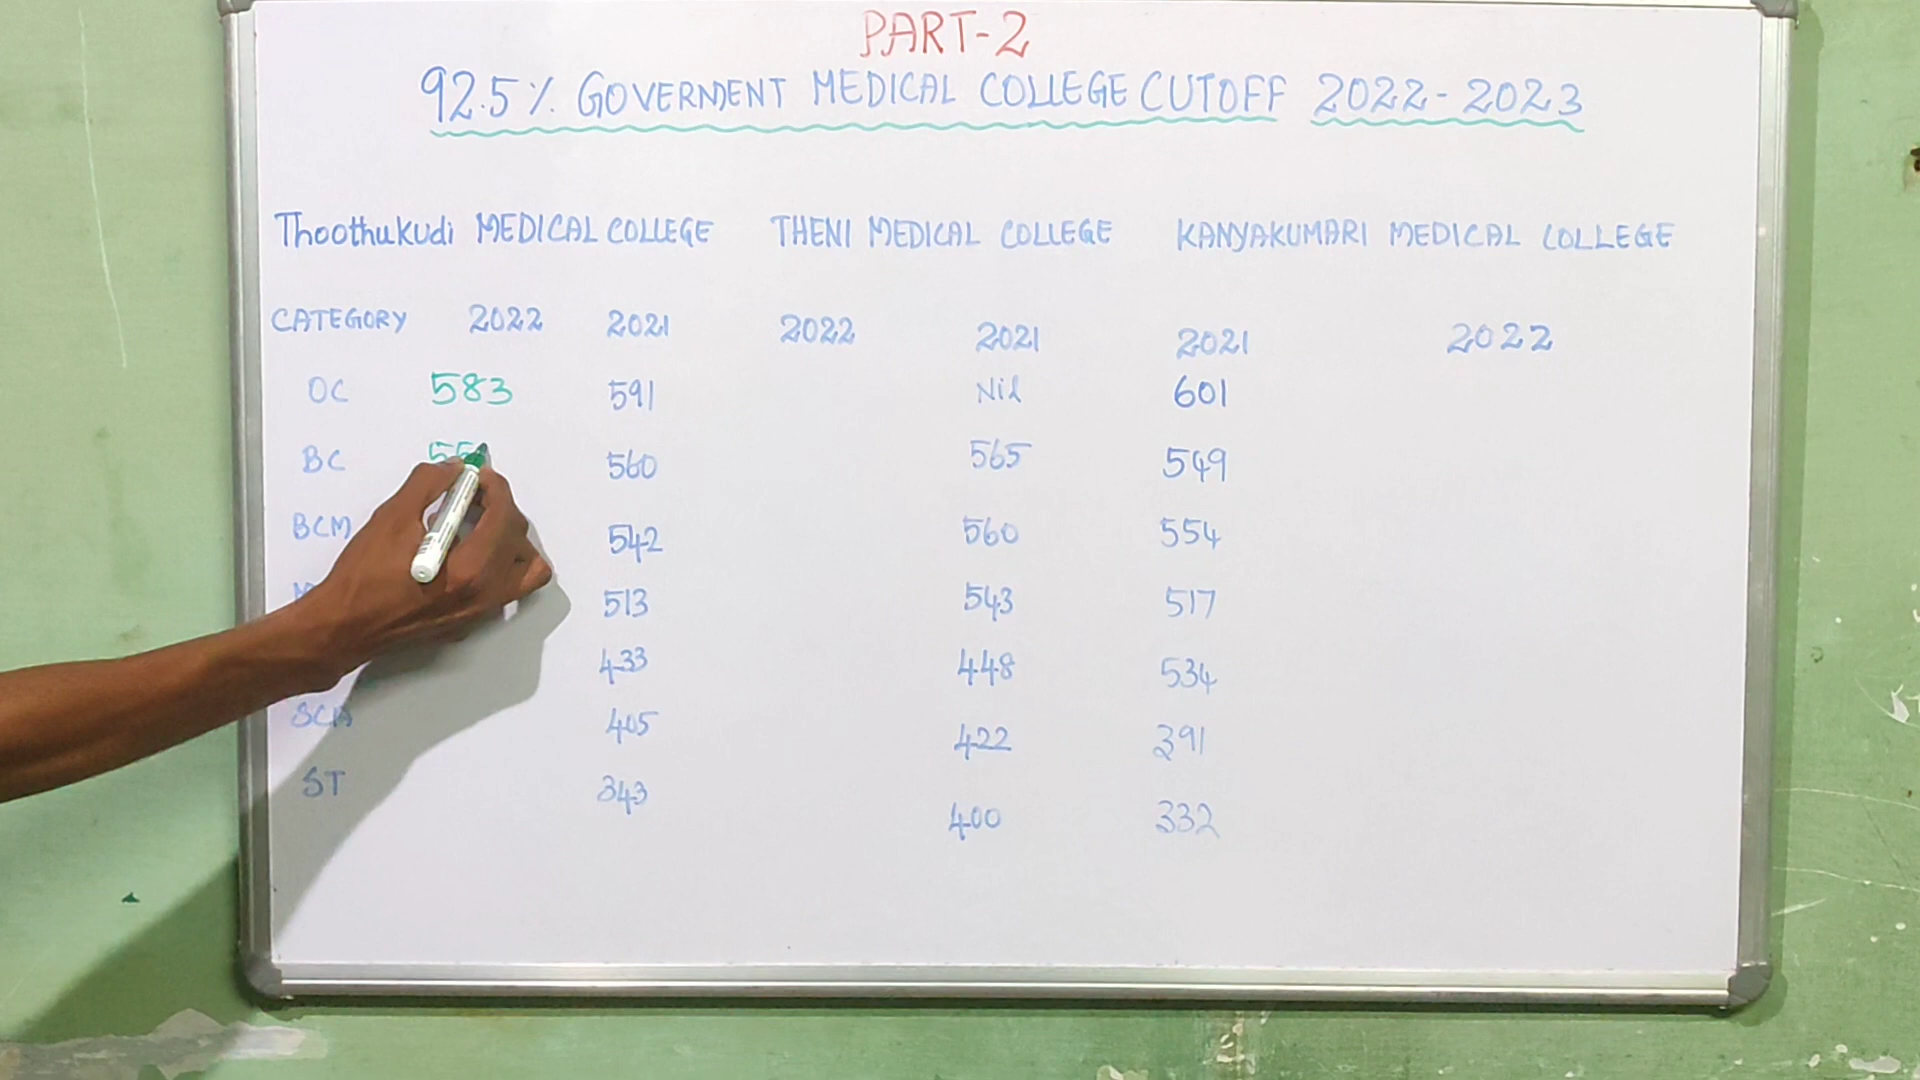 PART-2
92.5% GOVERMENT MEDICAL COLLEGE CUTOFF 2022-2023
Thoothukudi MEDICAL COLLEGE THENI MEDICAL COLLEGE KANYAKUMARI MEDICAL COLLEGE
CATEGORY 2022 2021 2022 2021 2021 2022
OC 583 591 Nil 601
BC 560 565 549
BCM 542 560 554
513 543 517
433 448 534
SCA 405 422 391
ST 343 400 332